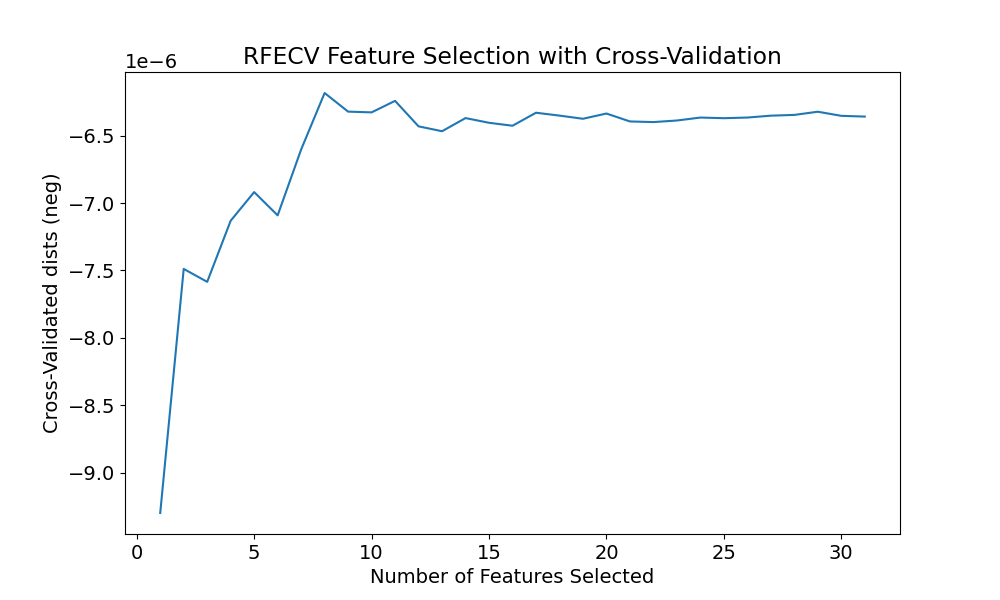 RFECV Feature Selection with Cross-Validation
1e−6
−6.5
−7.0
−7.5
−8.0
−8.5
−9.0
Cross-Validated dists (neg)
0 5 10 15 20 25 30
Number of Features Selected